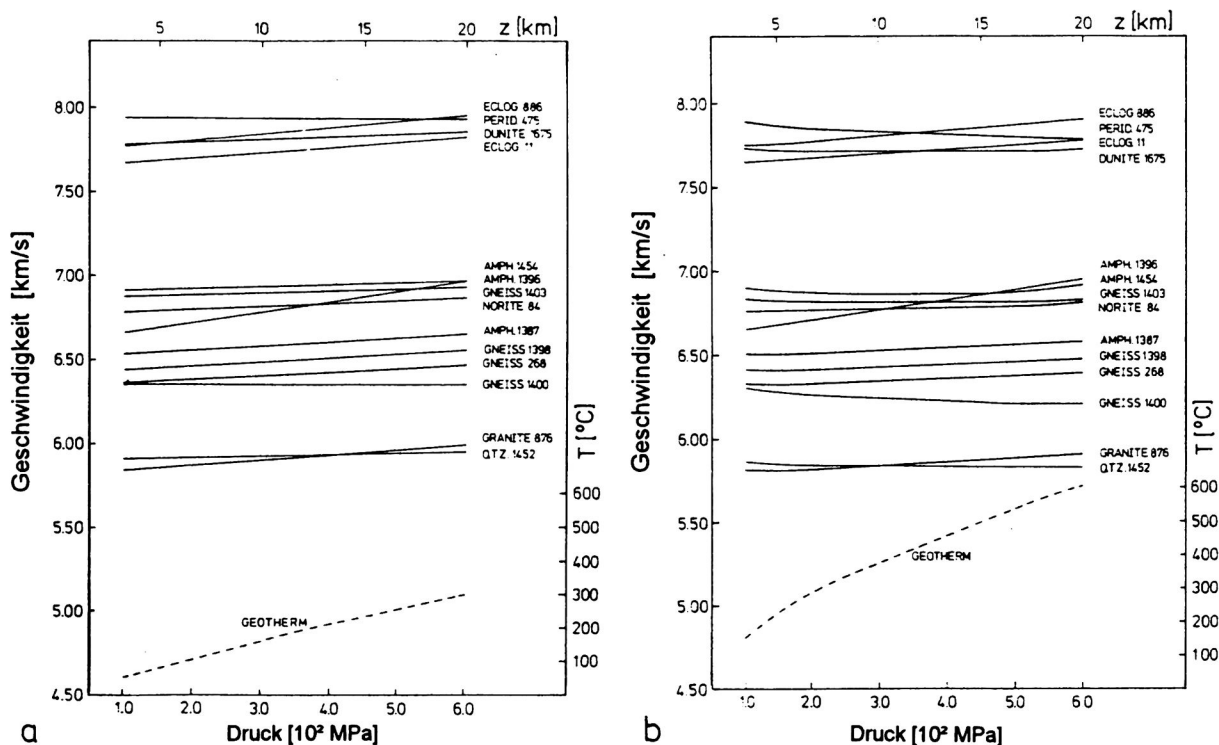 5 10 15 20 z [km]
8.00
7.50
7.00
6.50
6.00
5.50
5.00
4.50
Geschwindigkeit [km/s]
ECLOG 886
PERID 475
DUNITE 1675
ECLOG 11
AMPH. 1454
AMPH. 1396
GNEISS 1403
NORITE 84
AMPH. 1387
GNEISS 1398
GNEISS 268
GNEISS 1400
GRANITE 876
QTZ. 1452
T [°C]
600
500
400
300
200
100
GEOTHERM
1.0 2.0 3.0 4.0 5.0 6.0
Druck [10² MPa]
a
5 10 15 20 z [km]
8.00
7.50
7.00
6.50
6.00
5.50
5.00
4.50
Geschwindigkeit [km/s]
ECLOG 886
PERID 475
ECLOG 11
DUNITE 1675
AMPH. 1396
AMPH. 1454
GNEISS 1403
NORITE 84
AMPH. 1387
GNEISS 1398
GNEISS 268
GNEISS 1400
GRANITE 876
QTZ. 1452
T [°C]
600
500
400
300
200
100
GEOTHERM
1.0 2.0 3.0 4.0 5.0 6.0
Druck [10² MPa]
b